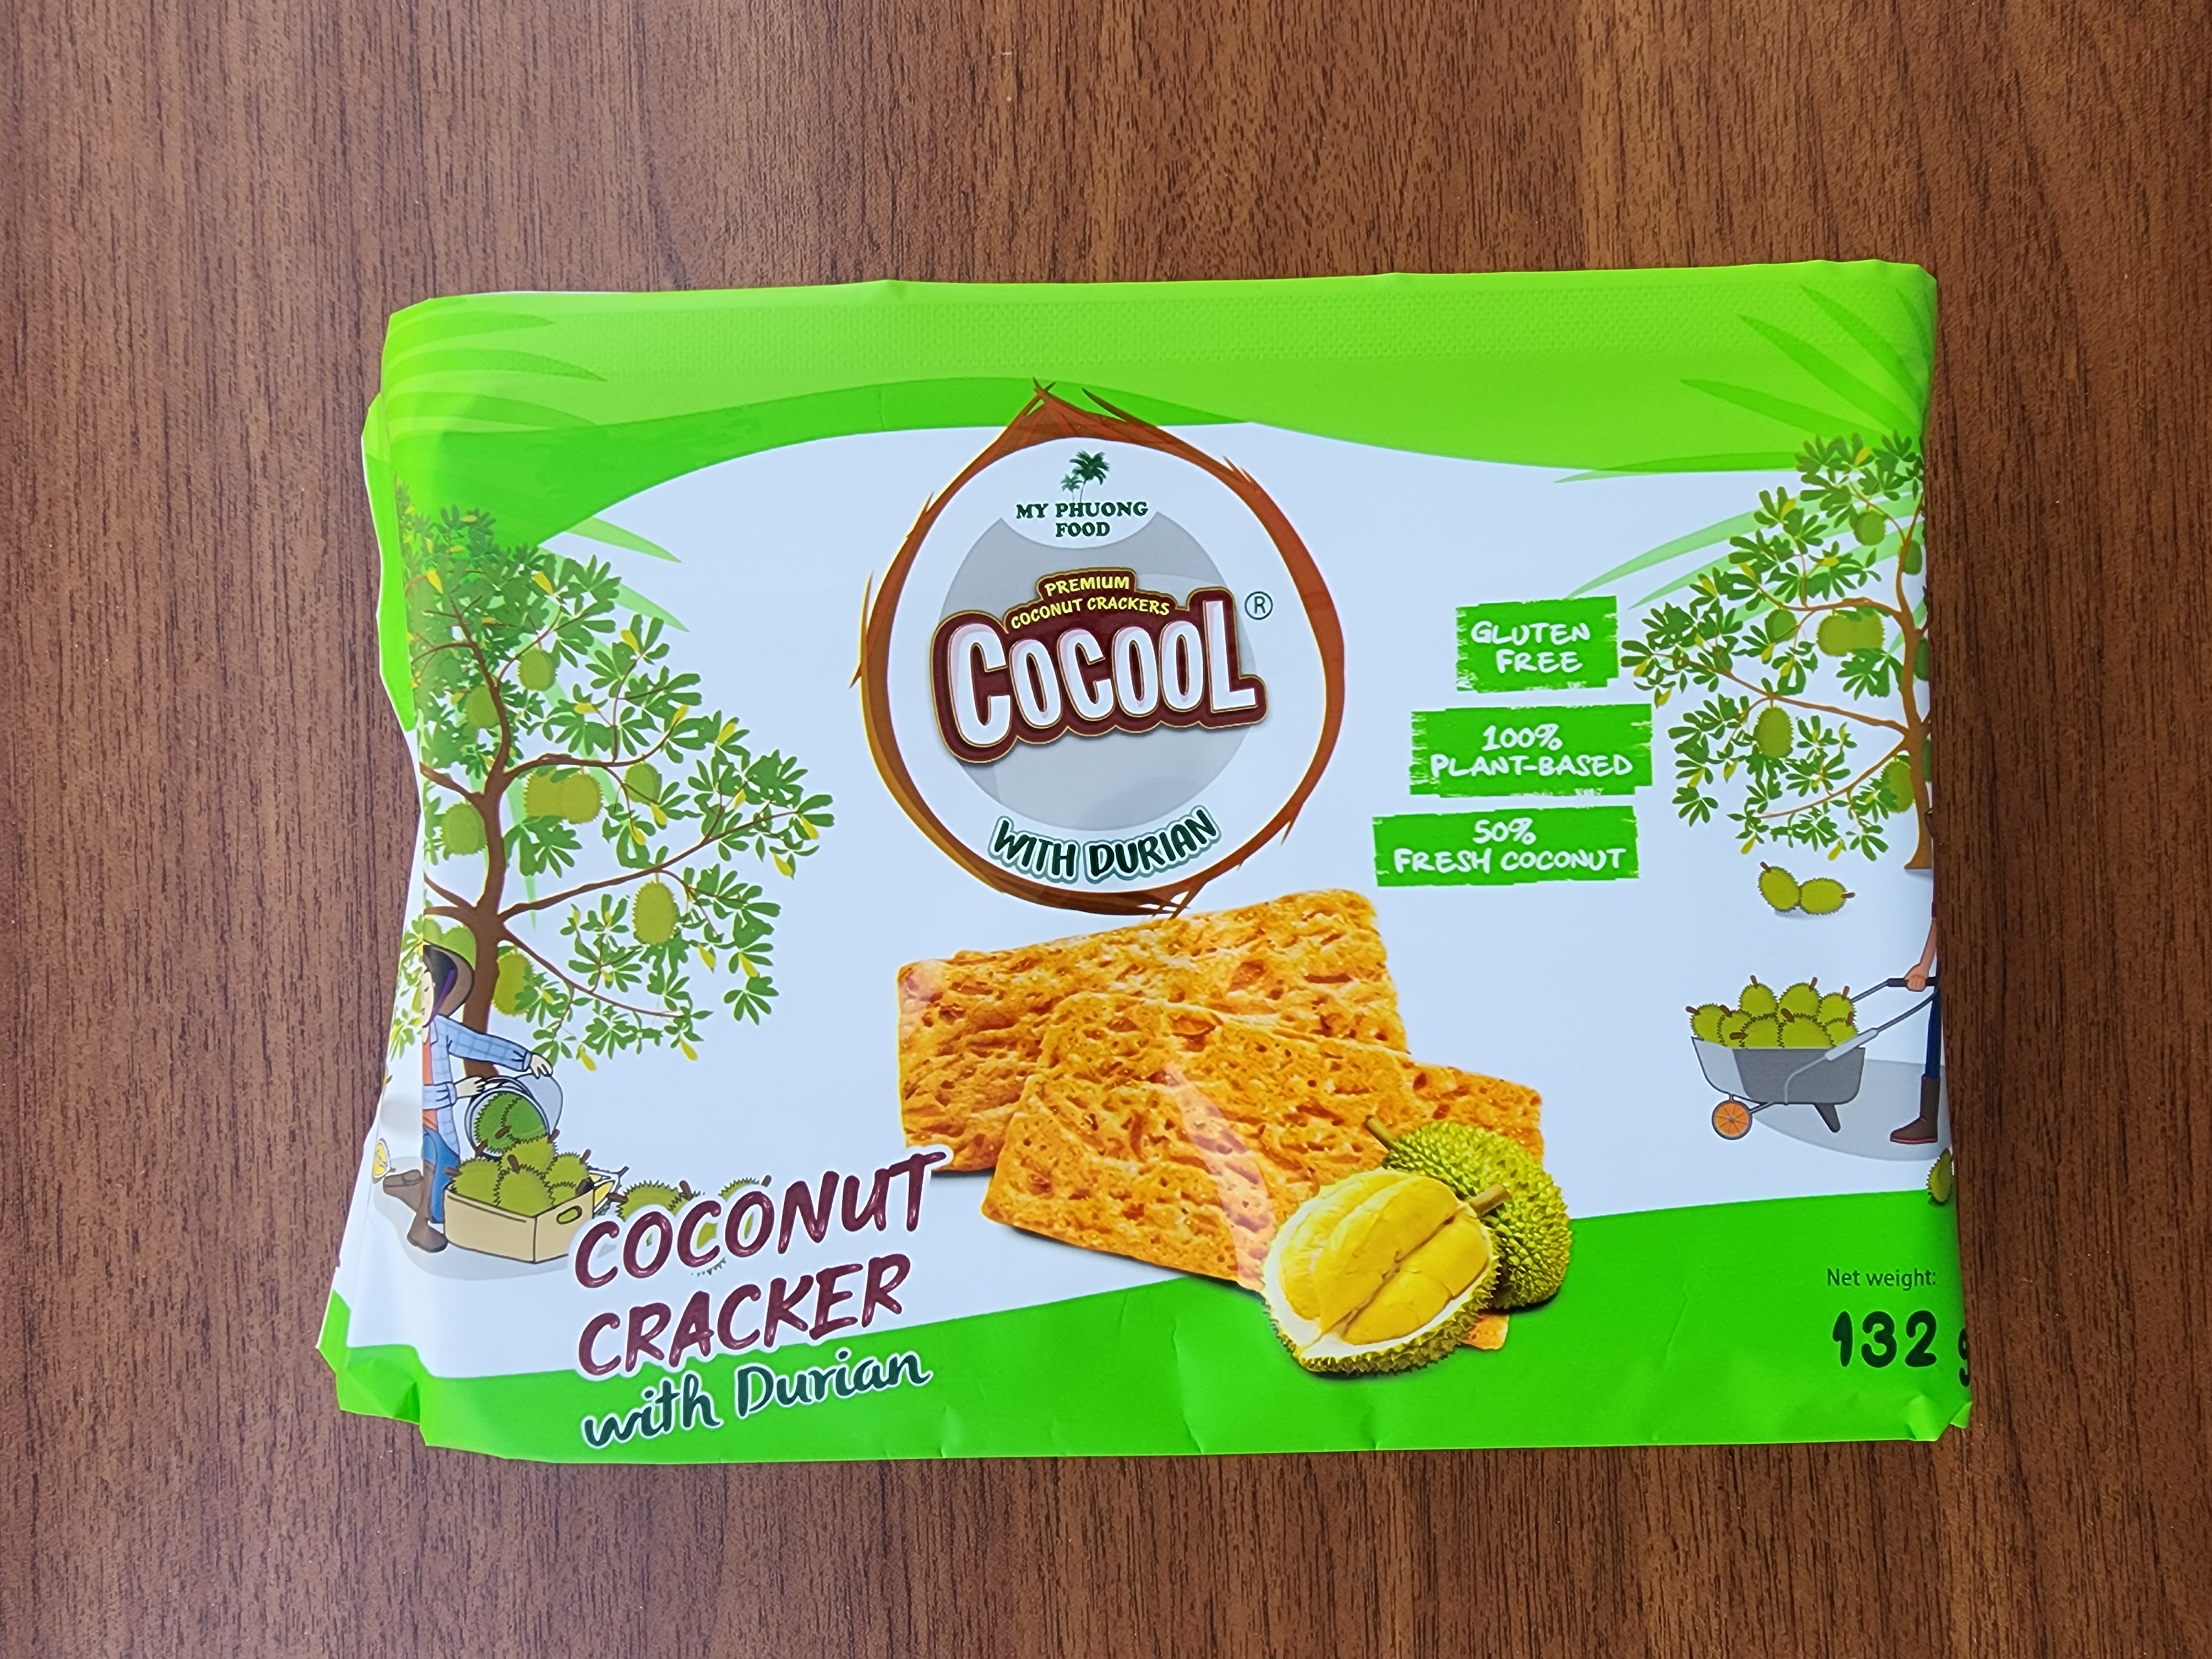 MY PHUONG
FOOD
PREMIUM
COCONUT CRACKERS
COCOOL®
WITH DURIAN
GLUTEN
FREE
100%
PLANT-BASED
50%
FRESH COCONUT
COCONUT
CRACKER
with Durian
Net weight:
132 g